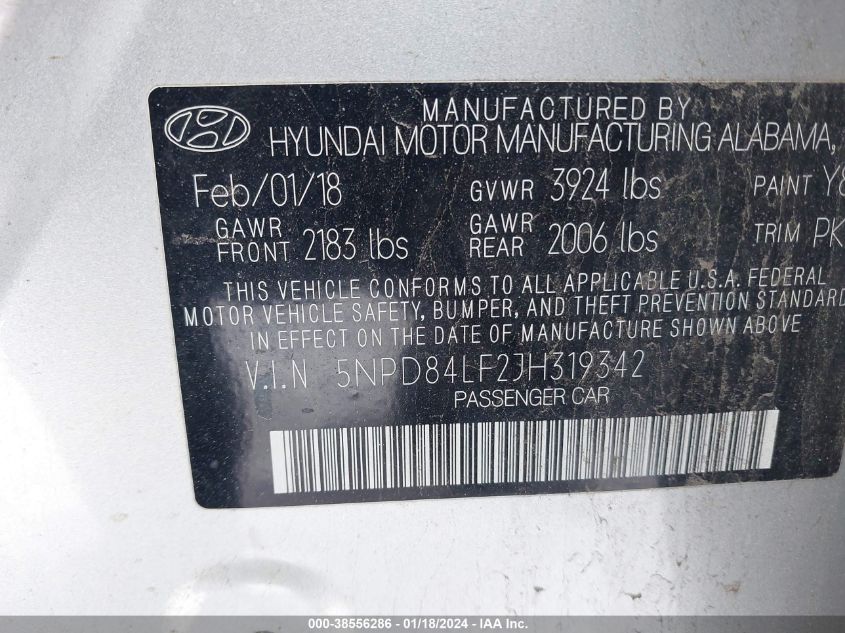 MANUFACTURED BY
HYUNDAI MOTOR MANUFACTURING ALABAMA,
Feb/01/18 GVWR 3924 lbs PAINT
GAWR FRONT 2183 lbs GAWR REAR 2006 lbs TRIM PK
THIS VEHICLE CONFORMS TO ALL APPLICABLE U.S.A. FEDERAL
MOTOR VEHICLE SAFETY, BUMPER, AND THEFT PREVENTION STANDARD
IN EFFECT ON THE DATE OF MANUFACTURE SHOWN ABOVE
V.I.N 5NPD84LF2JH319342
PASSENGER CAR
000-38556286 - 01/18/2024 - IAA Inc.